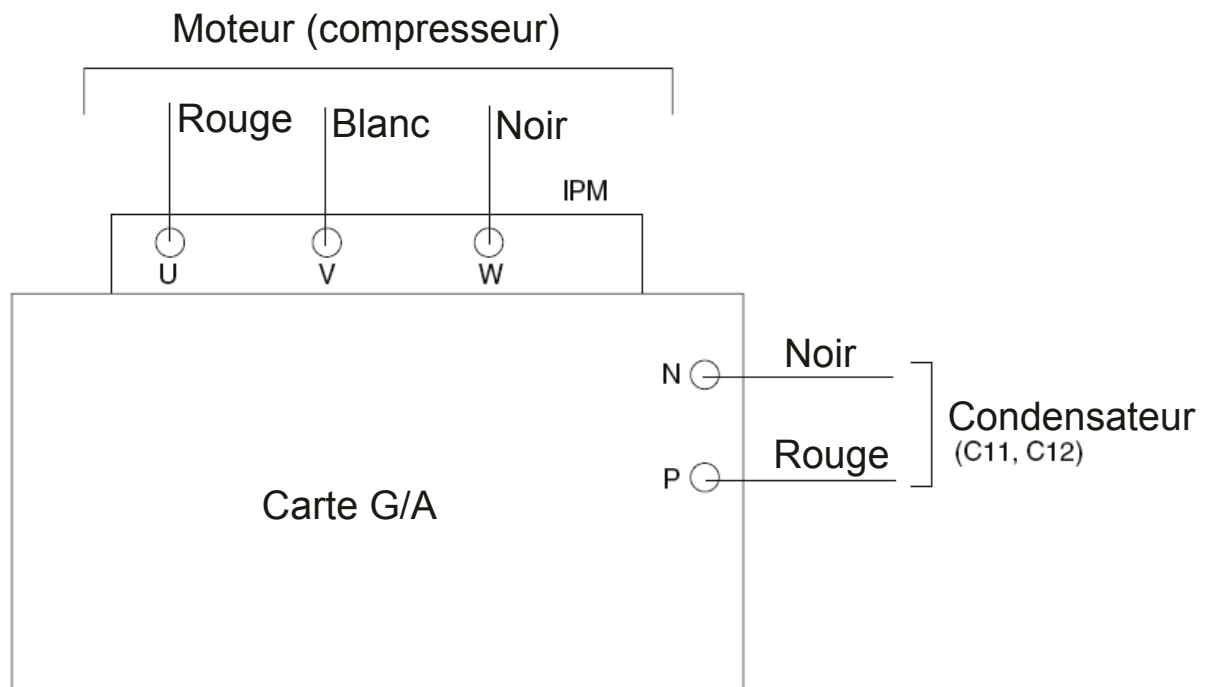 Moteur (compresseur)
Rouge
Blanc
Noir
IPM
U
V
W
N
Noir
P
Rouge
Condensateur
(C11, C12)
Carte G/A